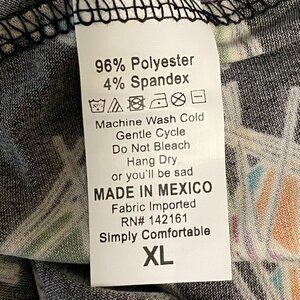 96% Polyester
4% Spandex
Machine Wash Cold
Gentle Cycle
Do Not Bleach
Hang Dry
or you'll be sad
MADE IN MEXICO
Fabric Imported
RN# 142161
Simply Comfortable
XL